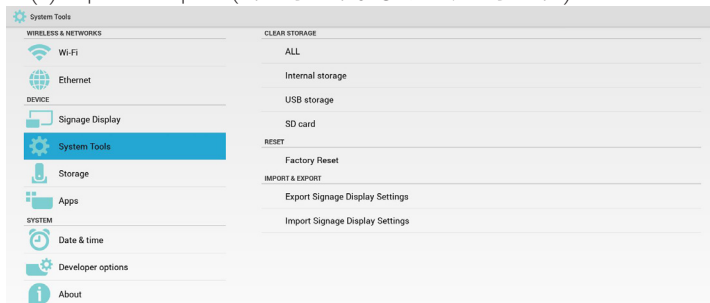 System Tools
WIRELESS & NETWORKS
Wi-Fi
Ethernet
DEVICE
Signage Display
System Tools
Storage
Apps
SYSTEM
Date & time
Developer options
About
CLEAR STORAGE
ALL
Internal storage
USB storage
SD card
RESET
Factory Reset
IMPORT & EXPORT
Export Signage Display Settings
Import Signage Display Settings